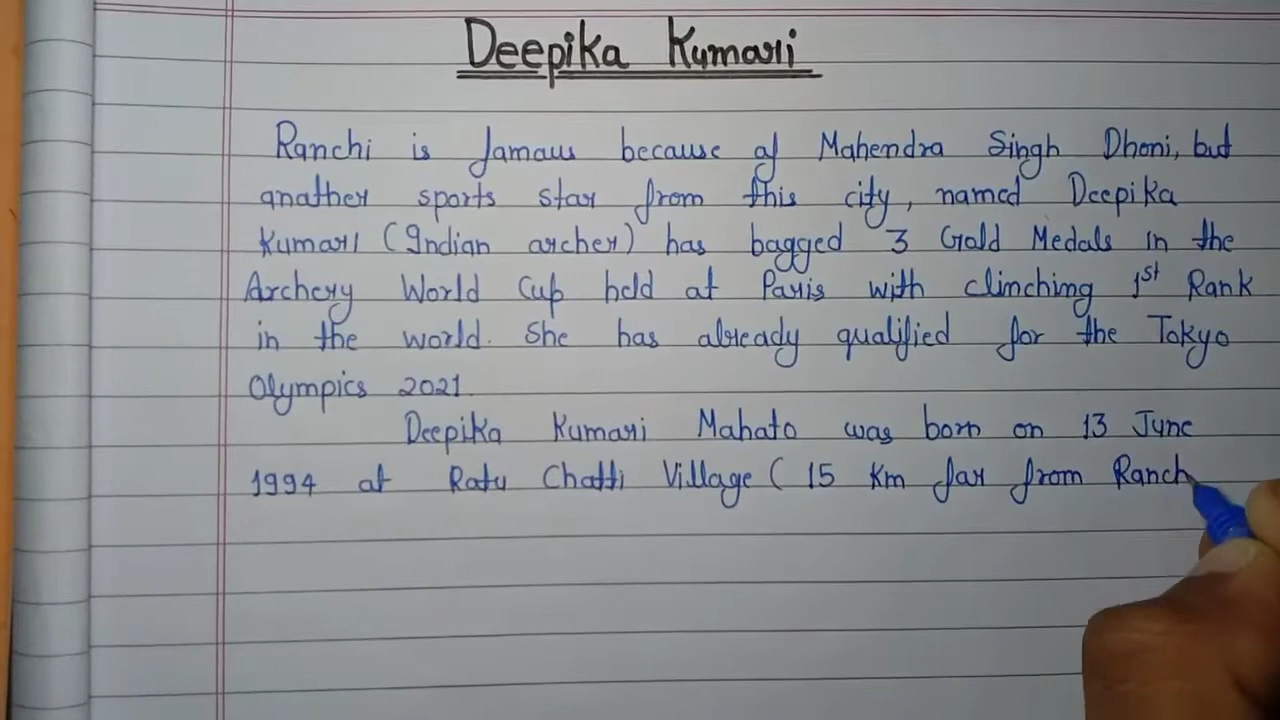 Deepika Kumari
Ranchi is famous because of Mahendra Singh Dhoni, but
another sports star from this city, named Deepika
Kumari (Indian archer) has bagged 3 Gold Medals in the
Archery World Cup held at Paris with clinching 1st Rank
in the world. She has already qualified for the Tokyo
Olympics 2021.
Deepika Kumari Mahato was born on 13 June
1994 at Ratu Chatti Village ( 15 Km far from Ranch